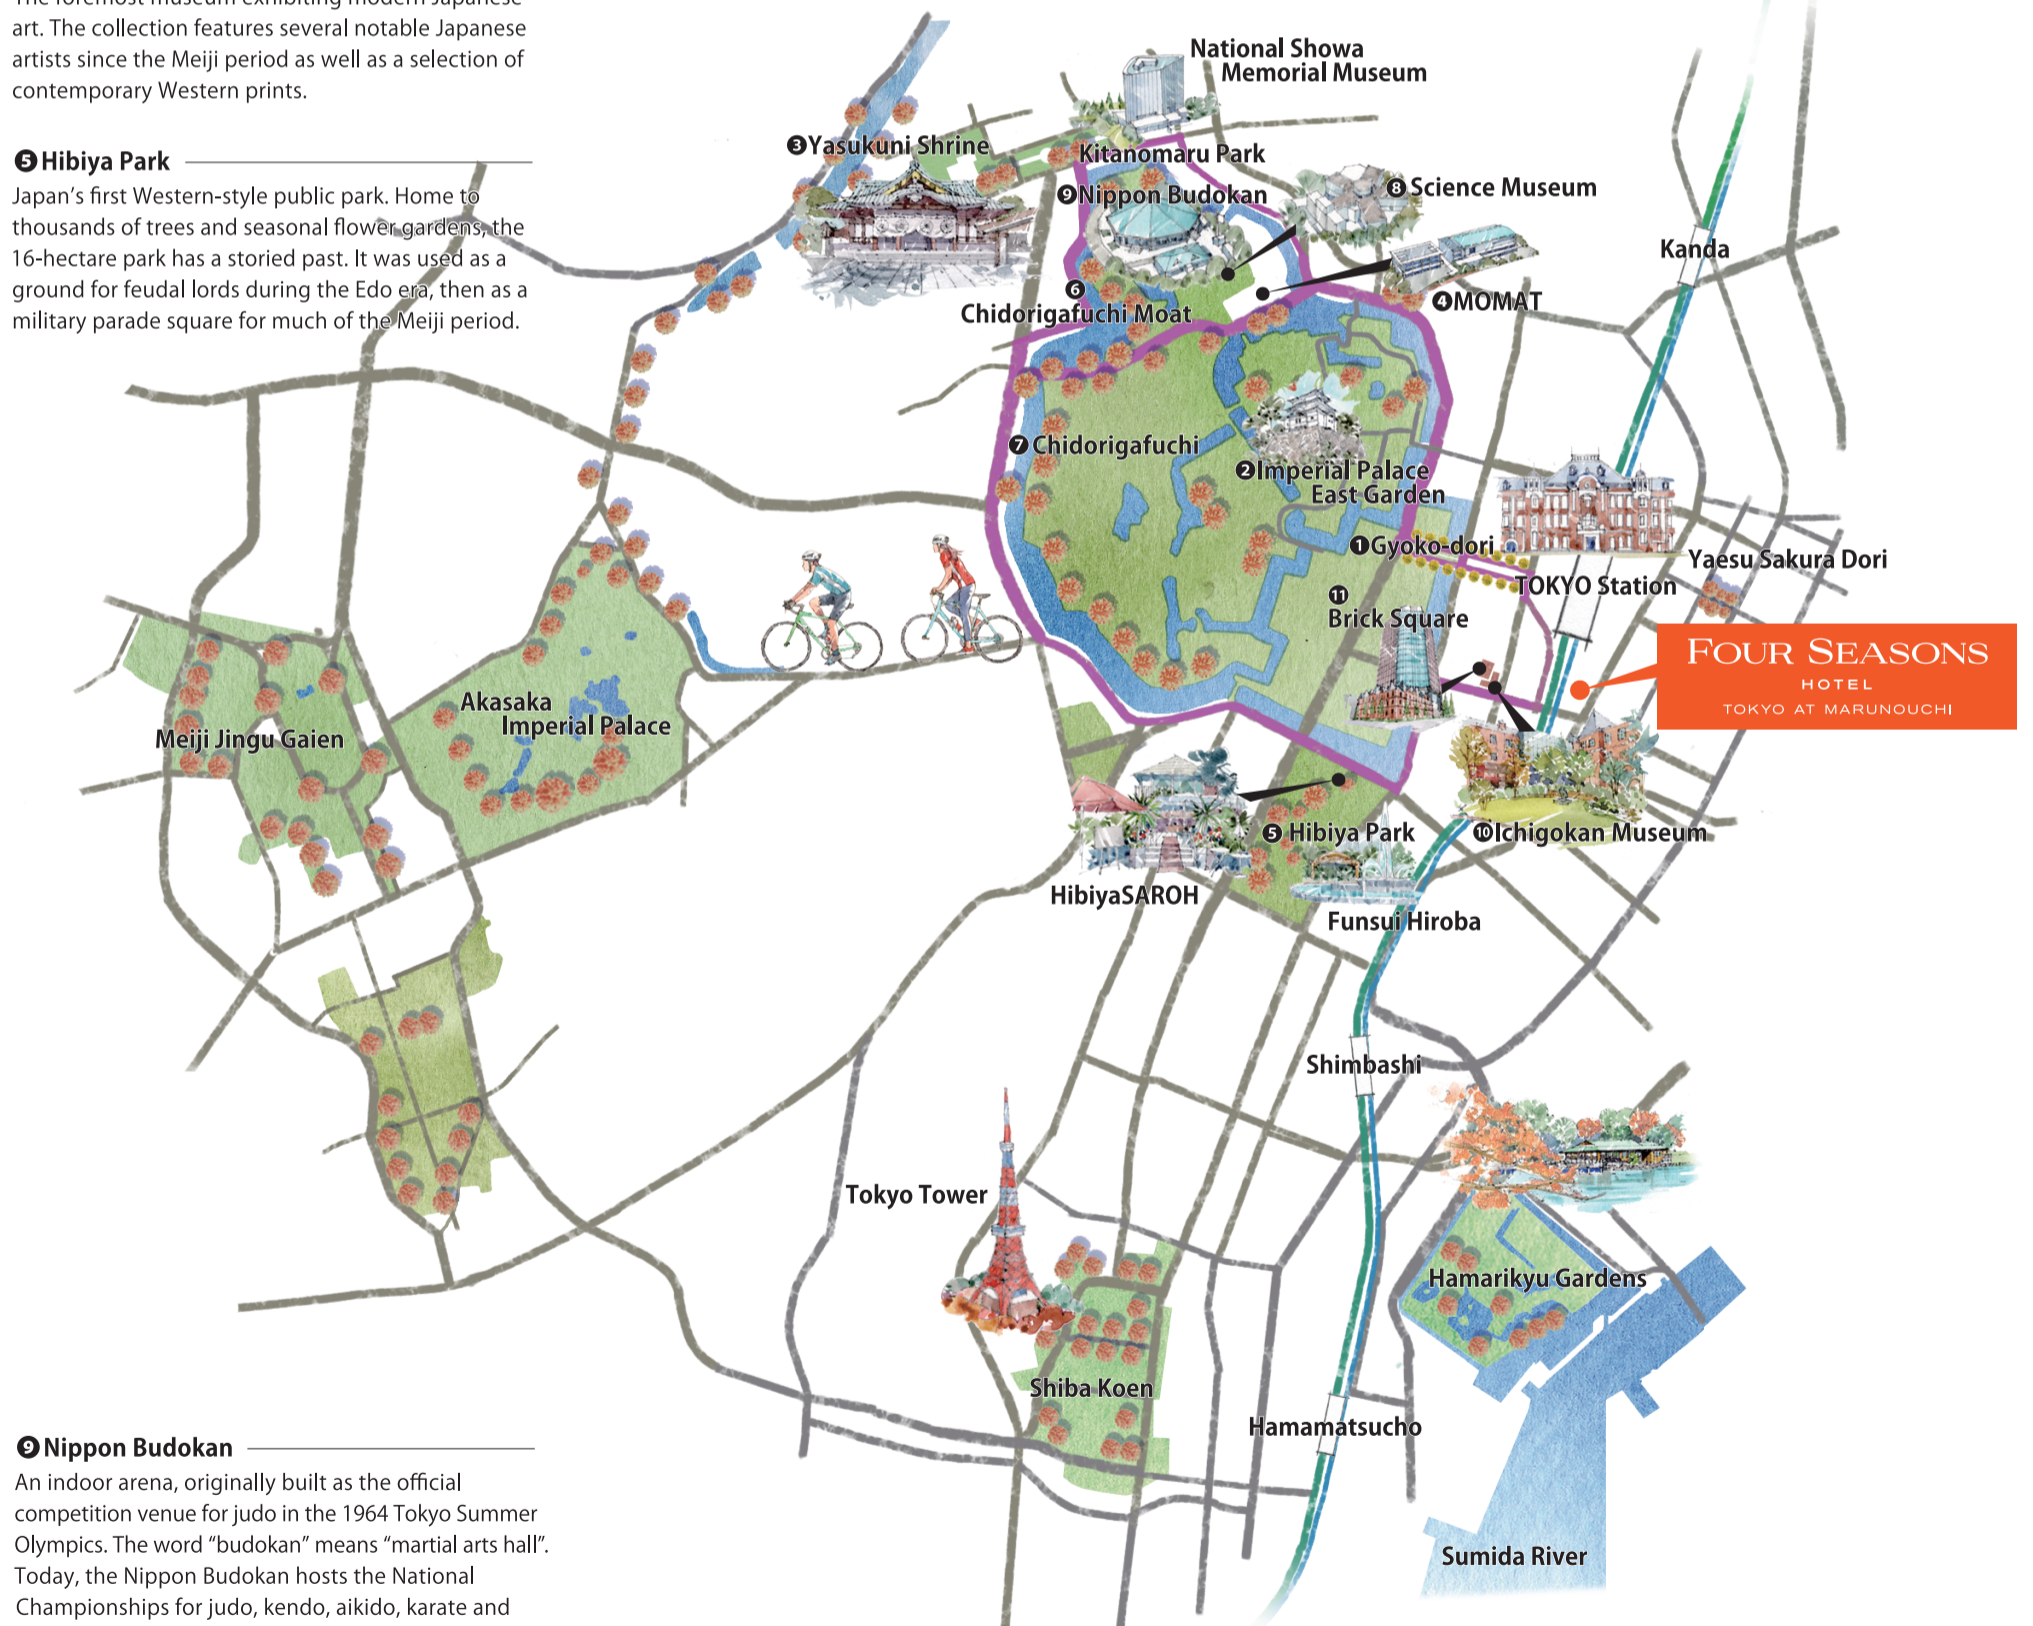 The foremost museum exhibiting modern Japanese
art. The collection features several notable Japanese
artists since the Meiji period as well as a selection of
contemporary Western prints.
❺Hibiya Park
Japan's first Western-style public park. Home to
thousands of trees and seasonal flower gardens, the
16-hectare park has a storied past. It was used as a
ground for feudal lords during the Edo era, then as a
military parade square for much of the Meiji period.
National Showa
Memorial Museum
❸Yasukuni Shrine
Kitanomaru Park
❾Nippon Budokan
❽Science Museum
Kanda
❻
Chidorigafuchi Moat
❹MOMAT
❼Chidorigafuchi
❷Imperial Palace
East Garden
❶Gyoko-dori
TOKYO Station
Yaesu Sakura Dori
⓫
Brick Square
FOUR SEASONS
HOTEL
TOKYO AT MARUNOUCHI
Akasaka
Imperial Palace
Meiji Jingu Gaien
❺Hibiya Park
❿Ichigokan Museum
HibiyaSAROH
Funsui Hiroba
Shimbashi
Tokyo Tower
Hamarikyu Gardens
Shiba Koen
Hamamatsucho
Sumida River
❾Nippon Budokan
An indoor arena, originally built as the official
competition venue for judo in the 1964 Tokyo Summer
Olympics. The word “budokan” means “martial arts hall”.
Today, the Nippon Budokan hosts the National
Championships for judo, kendo, aikido, karate and